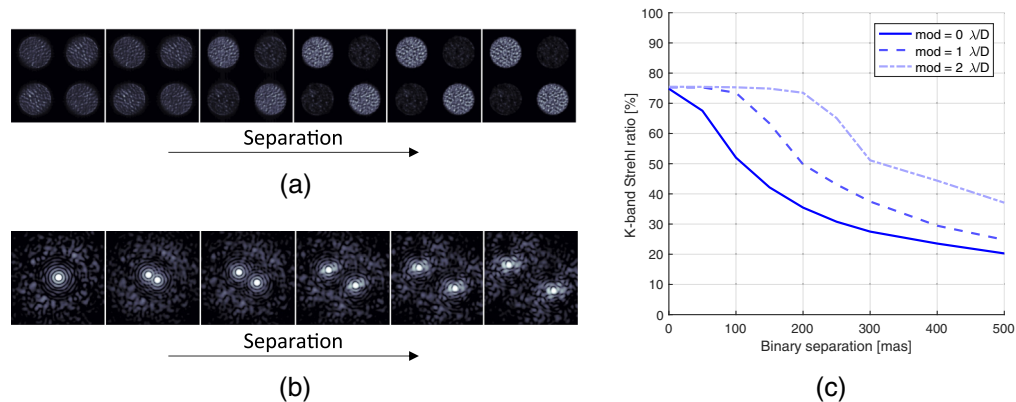 Separation
(a)
Separation
(b)
100
90
80
70
60
50
40
30
20
10
0
K-band Strehl ratio [%]
mod = 0 λ/D
mod = 1 λ/D
mod = 2 λ/D
0 100 200 300 400 500
Binary separation [mas]
(c)